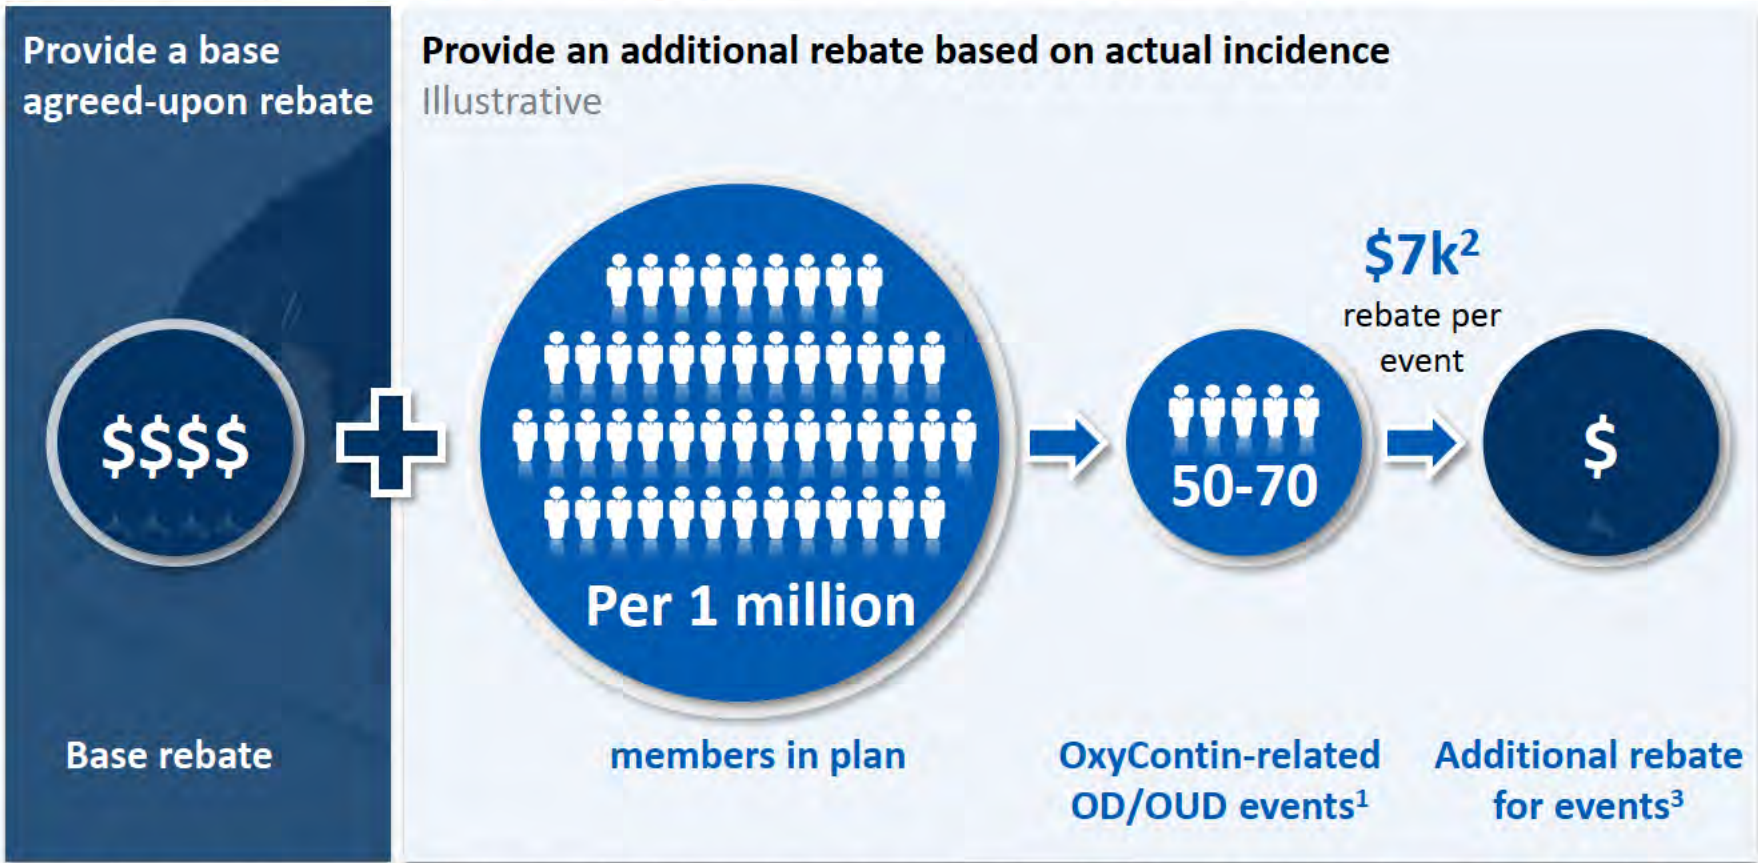 Provide a base
agreed-upon rebate
$$$$
Base rebate
Provide an additional rebate based on actual incidence
Illustrative
Per 1 million
members in plan
50-70
OxyContin-related
OD/OUD events¹
$7k²
rebate per
event
$
Additional rebate
for events³